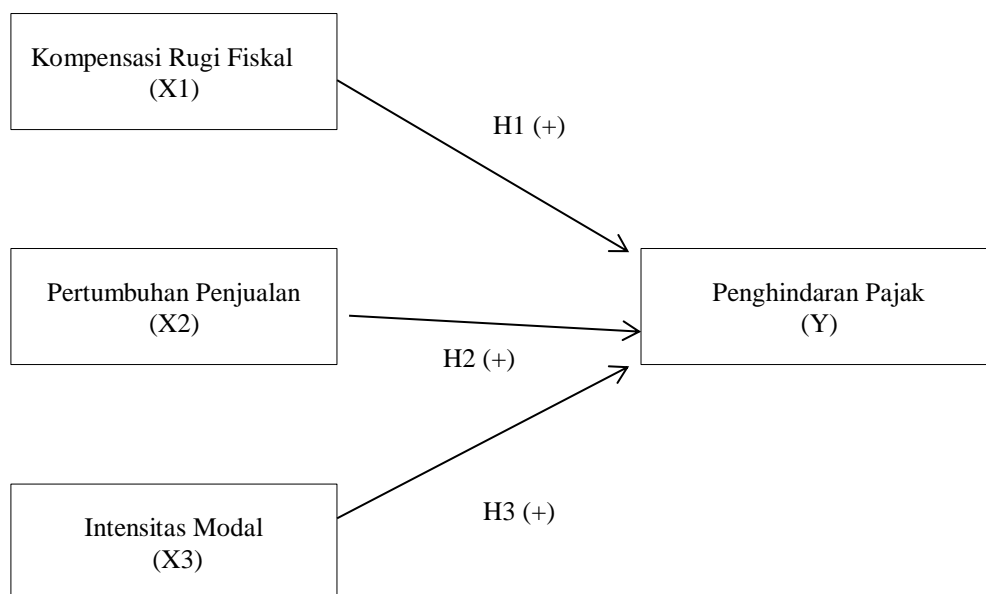 Kompensasi Rugi Fiskal
(X1)
H1 (+)
Pertumbuhan Penjualan
(X2)
H2 (+)
Penghindaran Pajak
(Y)
Intensitas Modal
(X3)
H3 (+)